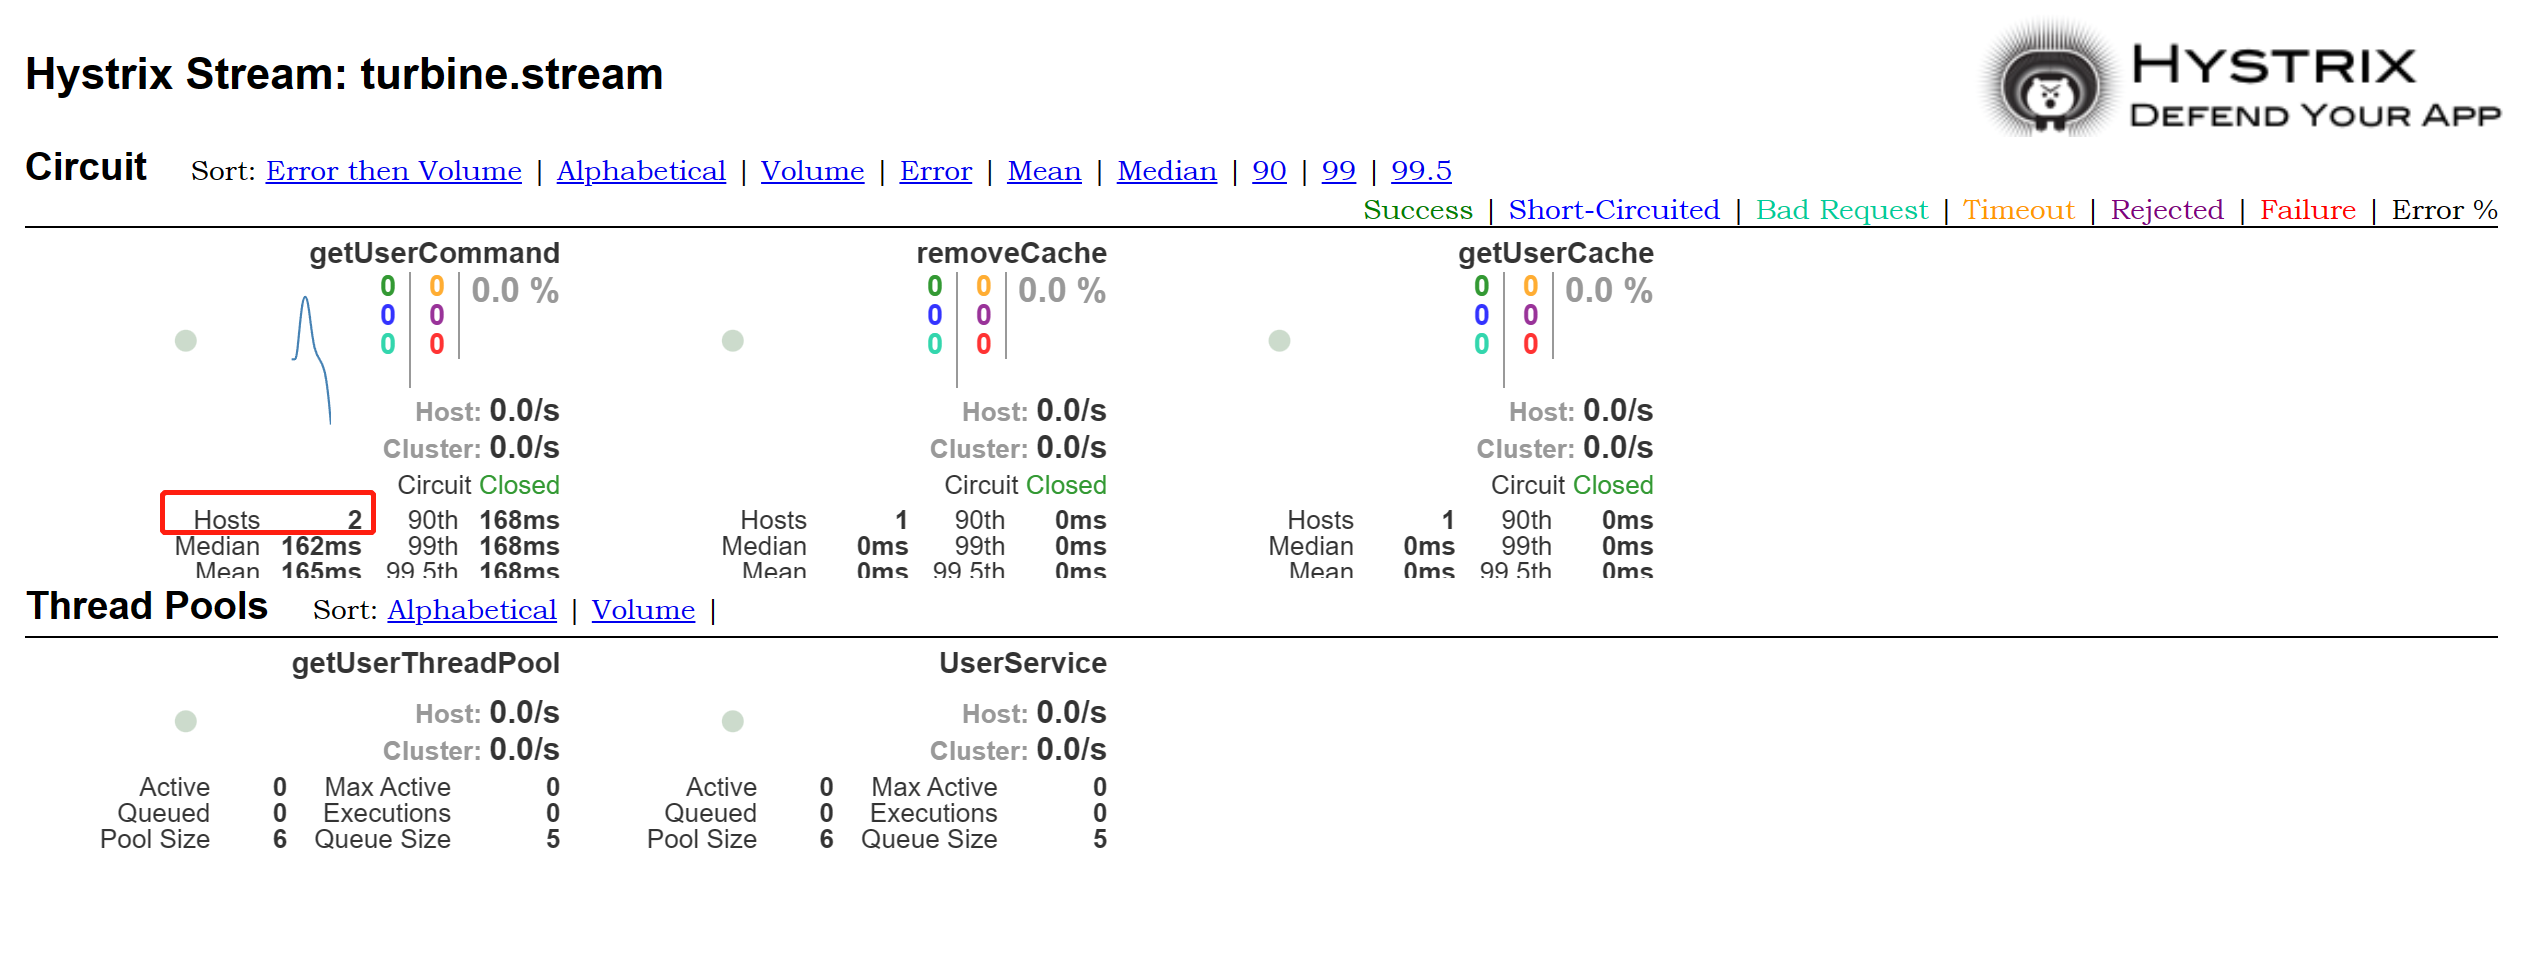 Hystrix Stream: turbine.stream
HYSTRIX
DEFEND YOUR APP
Circuit Sort: Error then Volume | Alphabetical | Volume | Error | Mean | Median | 90 | 99 | 99.5
Success | Short-Circuited | Bad Request | Timeout | Rejected | Failure | Error %
getUserCommand
0 0 0.0 %
0 0
0 0
Host: 0.0/s
Cluster: 0.0/s
Circuit Closed
Hosts 2 90th 168ms
Median 162ms 99th 168ms
Mean 165ms 99.5th 168ms
removeCache
0 0 0.0 %
0 0
0 0
Host: 0.0/s
Cluster: 0.0/s
Circuit Closed
Hosts 1 90th 0ms
Median 0ms 99th 0ms
Mean 0ms 99.5th 0ms
getUserCache
0 0 0.0 %
0 0
0 0
Host: 0.0/s
Cluster: 0.0/s
Circuit Closed
Hosts 1 90th 0ms
Median 0ms 99th 0ms
Mean 0ms 99.5th 0ms
Thread Pools Sort: Alphabetical | Volume |
getUserThreadPool
Host: 0.0/s
Cluster: 0.0/s
Active 0 Max Active 0
Queued 0 Executions 0
Pool Size 6 Queue Size 5
UserService
Host: 0.0/s
Cluster: 0.0/s
Active 0 Max Active 0
Queued 0 Executions 0
Pool Size 6 Queue Size 5